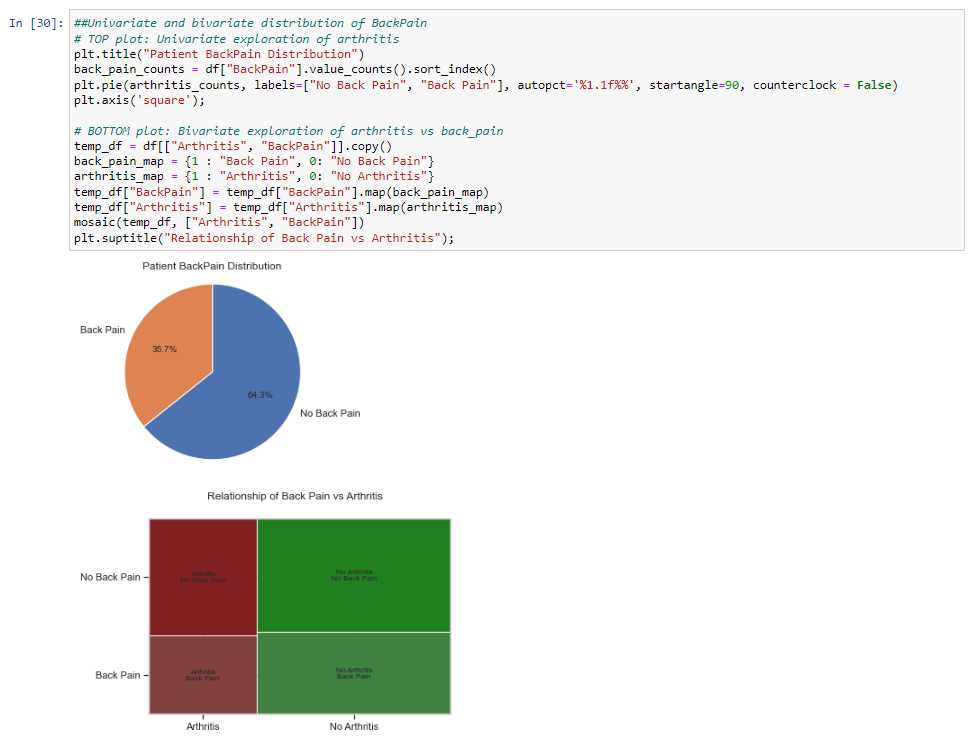 In [30]:
##Univariate and bivariate distribution of BackPain
# TOP plot: Univariate exploration of arthritis
plt.title("Patient BackPain Distribution")
back_pain_counts = df["BackPain"].value_counts().sort_index()
plt.pie(arthritis_counts, labels=["No Back Pain", "Back Pain"], autopct='%1.1f%%', startangle=90, counterclock = False)
plt.axis('square');
# BOTTOM plot: Bivariate exploration of arthritis vs back_pain
temp_df = df[["Arthritis", "BackPain"]].copy()
back_pain_map = {1 : "Back Pain", 0: "No Back Pain"}
arthritis_map = {1 : "Arthritis", 0: "No Arthritis"}
temp_df["BackPain"] = temp_df["BackPain"].map(back_pain_map)
temp_df["Arthritis"] = temp_df["Arthritis"].map(arthritis_map)
mosaic(temp_df, ["Arthritis", "BackPain"])
plt.suptitle("Relationship of Back Pain vs Arthritis");
Patient BackPain Distribution
Back Pain
35.7%
64.3%
No Back Pain
Relationship of Back Pain vs Arthritis
No Back Pain
Arthritis
No Back Pain
No Arthritis
No Back Pain
Back Pain
Arthritis
Back Pain
No Arthritis
Back Pain
Arthritis
No Arthritis